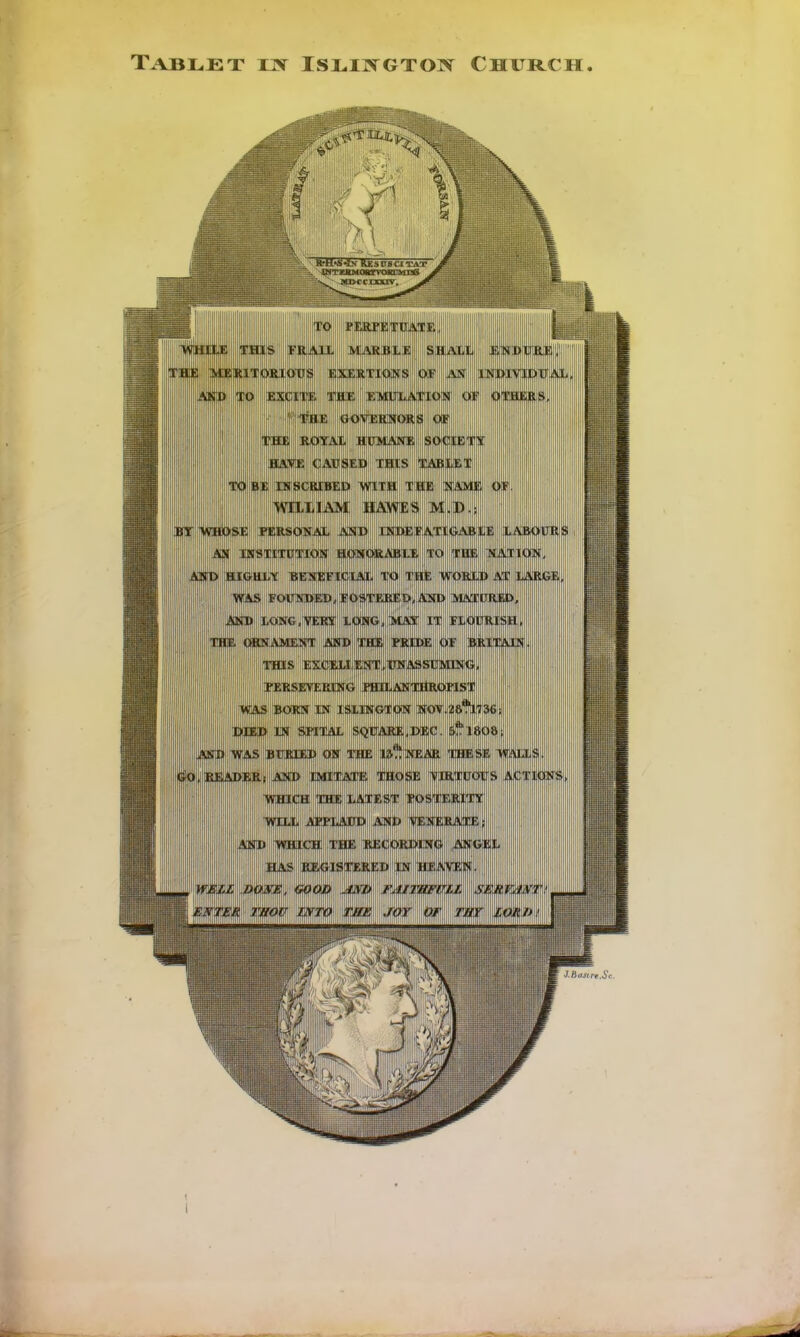 TABLET IN ISLINGTON CHURCH.
LATEAT SCINTILLVLA FORSAN
R·H·S·IN RESUSCITAT
INTERMORTVORUM MDS
MDCCLXXIV.
TO PERPETUATE,
WHILE THIS FRAIL MARBLE SHALL ENDURE,
THE MERITORIOUS EXERTIONS OF AN INDIVIDUAL,
AND TO EXCITE THE EMULATION OF OTHERS,
THE GOVERNORS OF
THE ROYAL HUMANE SOCIETY
HAVE CAUSED THIS TABLET
TO BE INSCRIBED WITH THE NAME OF
WILLIAM HAWES M.D.;
BY WHOSE PERSONAL AND INDEFATIGABLE LABOURS
AN INSTITUTION HONORABLE TO THE NATION,
AND HIGHLY BENEFICIAL TO THE WORLD AT LARGE,
WAS FOUNDED, FOSTERED, AND MATURED,
AND LONG, VERY LONG, MAY IT FLOURISH,
THE ORNAMENT AND THE PRIDE OF BRITAIN.
THIS EXCELLENT, UNASSUMING,
PERSEVERING PHILANTHROPIST
WAS BORN IN ISLINGTON NOV. 28th 1736;
DIED IN SPITAL SQUARE, DEC. 5th 1808;
AND WAS BURIED ON THE 13th NEAR THESE WALLS.
GO, READER; AND IMITATE THOSE VIRTUOUS ACTIONS,
WHICH THE LATEST POSTERITY
WILL APPLAUD AND VENERATE;
AND WHICH THE RECORDING ANGEL
HAS REGISTERED IN HEAVEN.
WELL DONE, GOOD AND FAITHFULL SERVANT!
ENTER THOU INTO THE JOY OF THY LORD!
J. Basire, Sc.